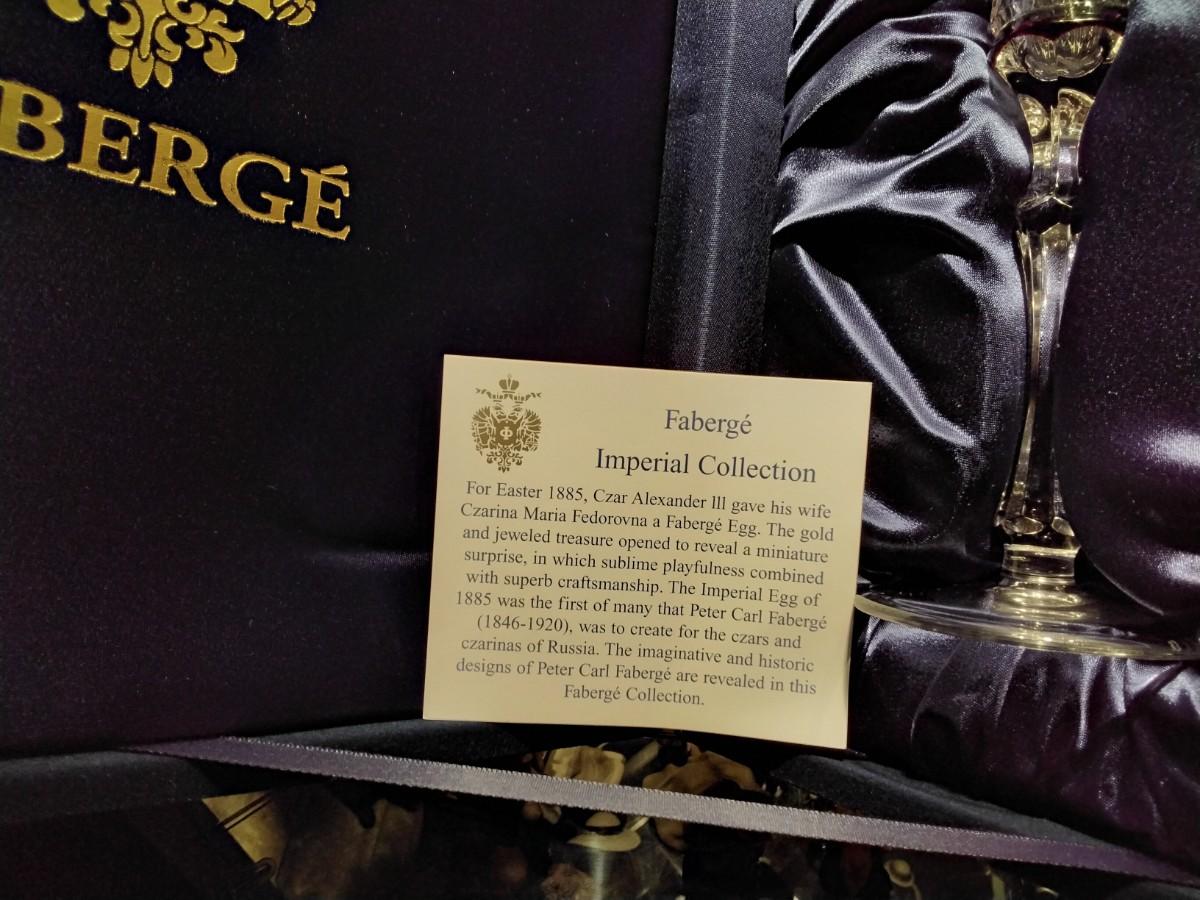 BERGÉ
Fabergé
Imperial Collection
For Easter 1885, Czar Alexander lll gave his wife
Czarina Maria Fedorovna a Fabergé Egg. The gold
and jeweled treasure opened to reveal a miniature
surprise, in which sublime playfulness combined
with superb craftsmanship. The Imperial Egg of
1885 was the first of many that Peter Carl Fabergé
(1846-1920), was to create for the czars and
czarinas of Russia. The imaginative and historic
designs of Peter Carl Fabergé are revealed in this
Fabergé Collection.